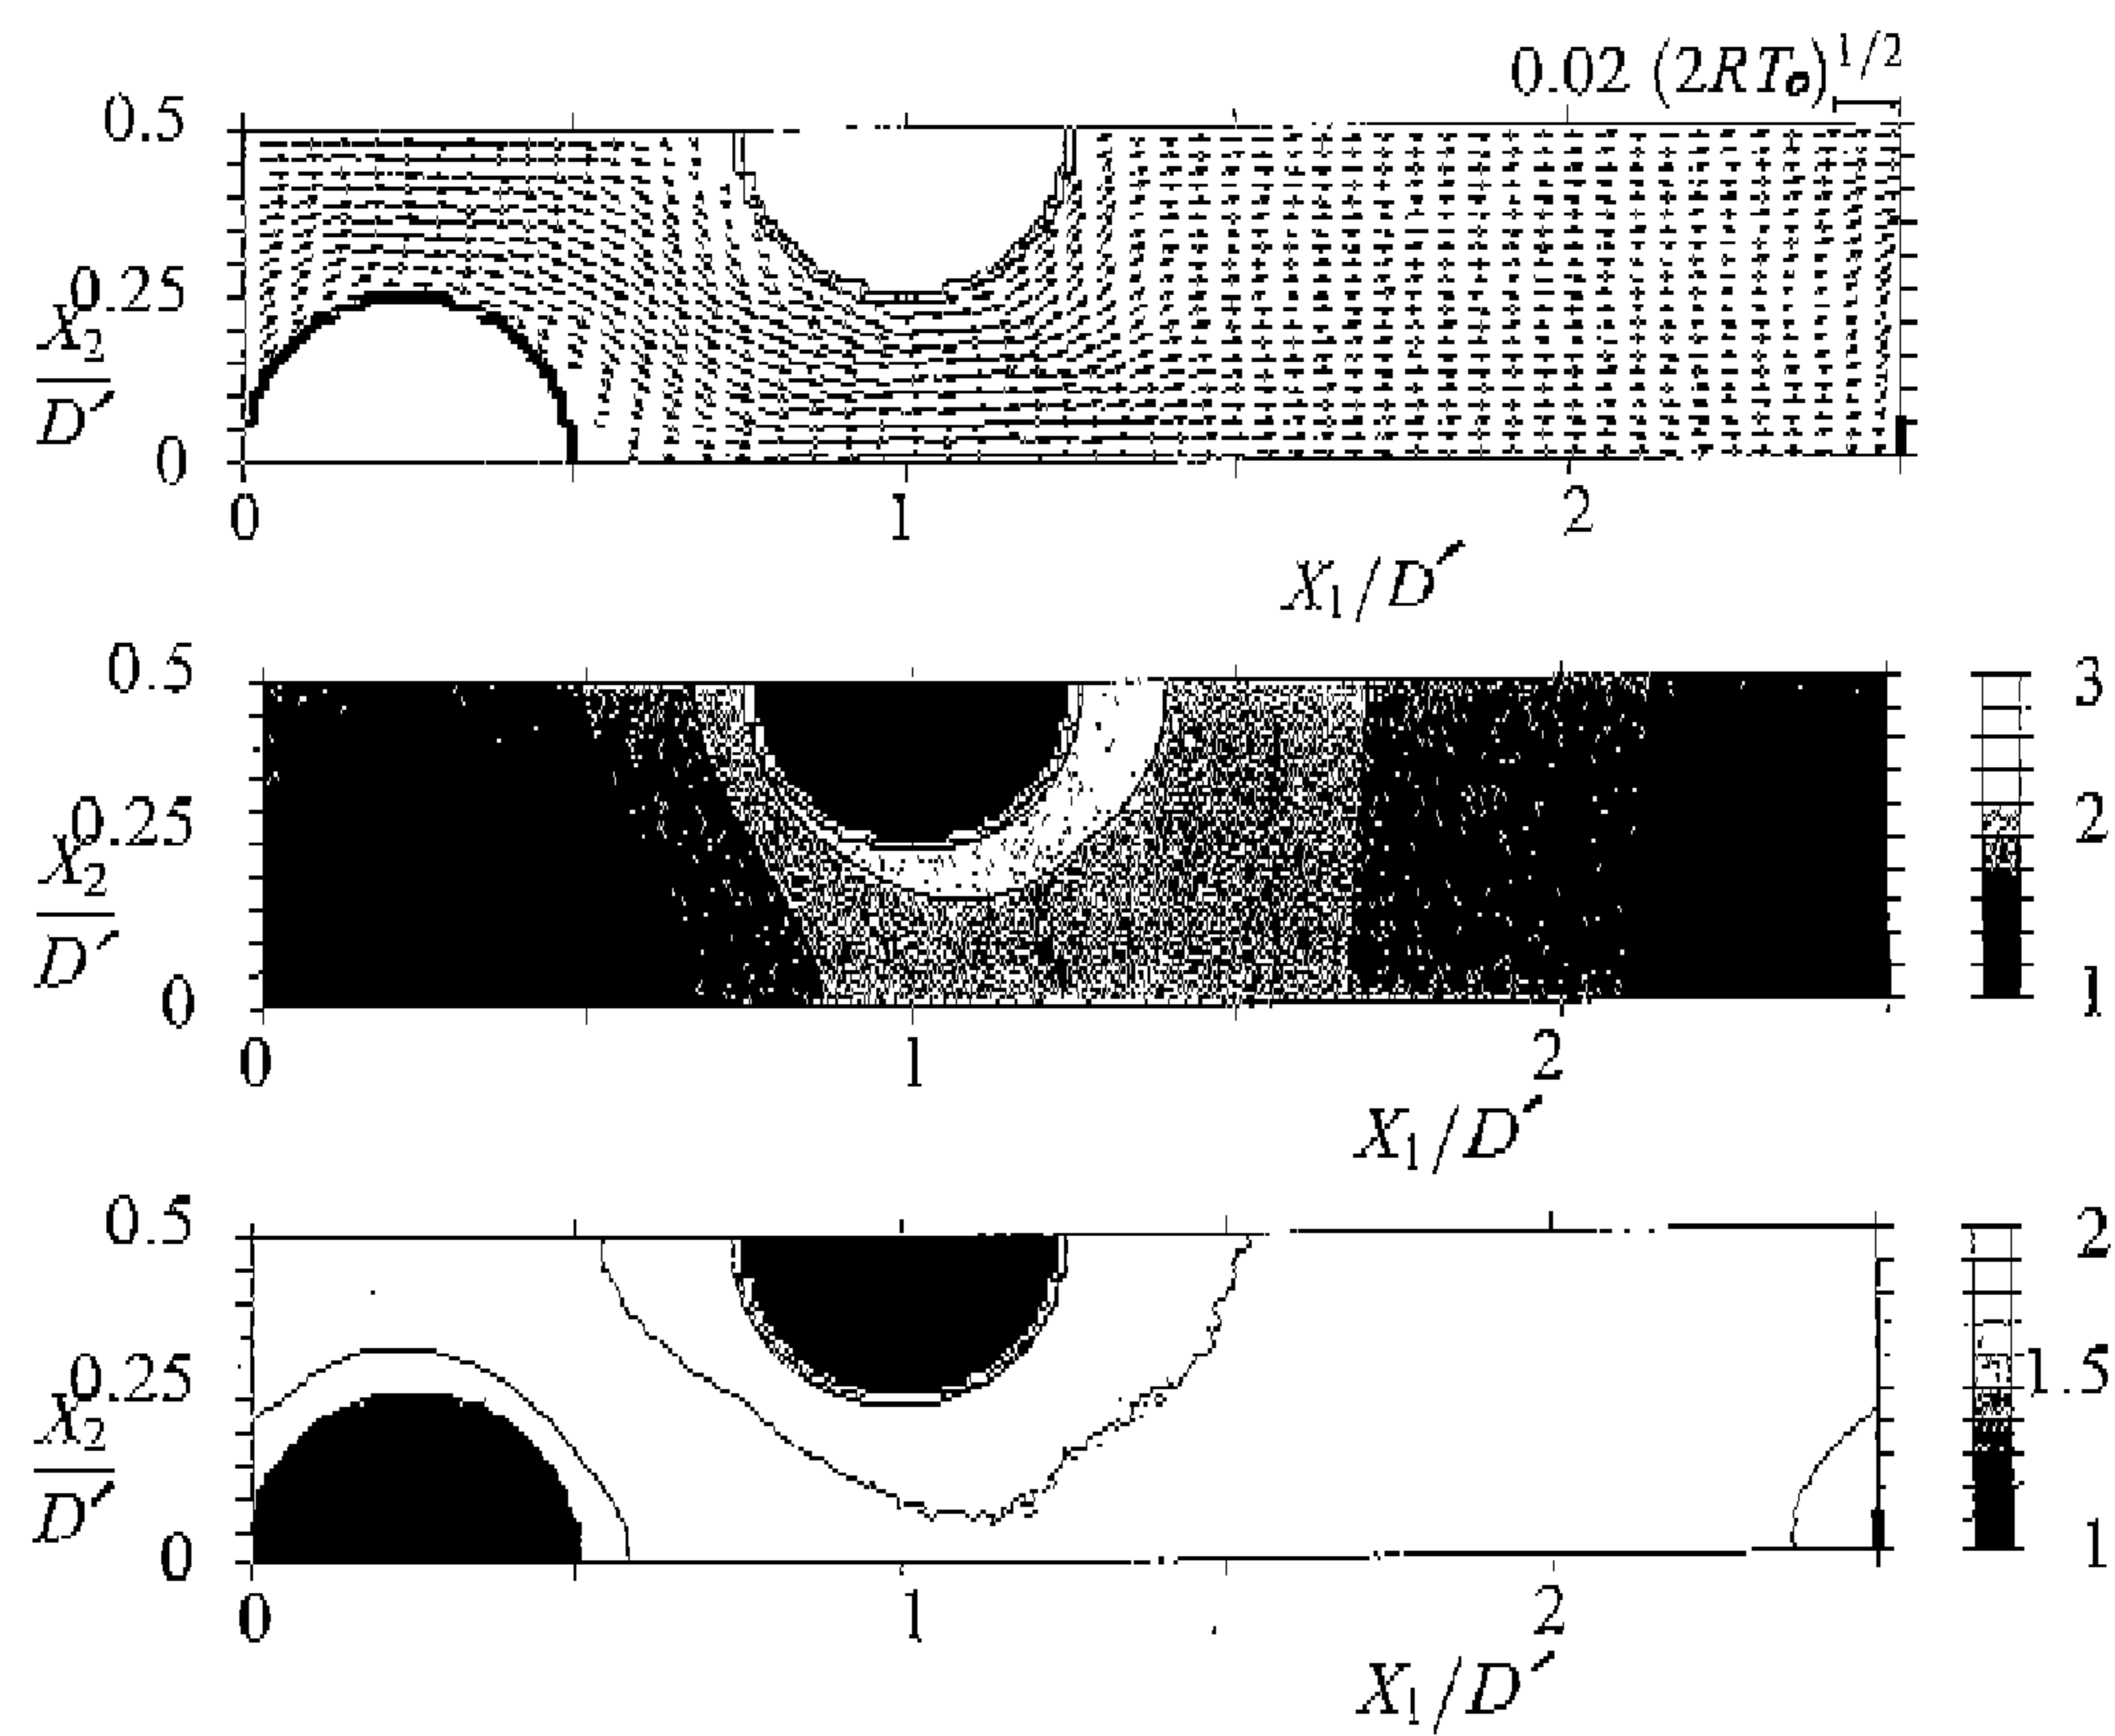 0.02 (2RT₀)^{1/2}
0.5
0.25
X₂
D′
0
0 1 2
X₁/D′
0.5 3
0.25 2
X₂
D′
0 1
0 1 2
X₁/D′
0.5 2
0.25 1.5
X₂
D′
0 1
0 1 2
X₁/D′